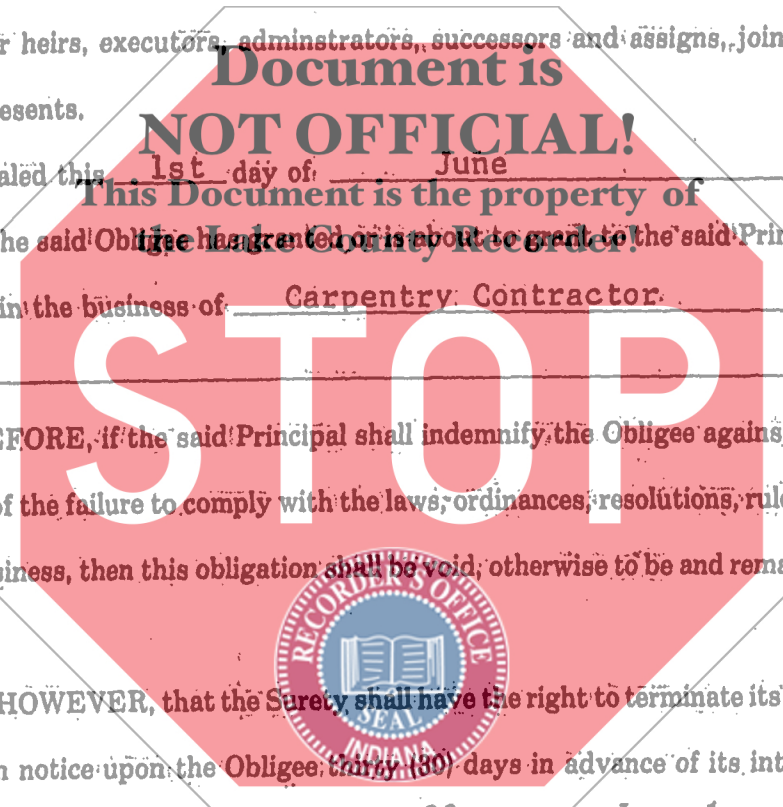 r heirs, executors, adminstrators, successors and assigns, join
Document is
esents.
NOT OFFICIAL!
aled this 1st day of June
This Document is the property of
he said Obligee has granted, or is about to grant, to the said Prin
the Lake County Recorder!
in the business of Carpentry Contractor
STOP
EFORE, if the said Principal shall indemnify the Obligee agains
of the failure to comply with the laws, ordinances, resolutions, rul
siness, then this obligation shall be void, otherwise to be and rema
RECORDER'S OFFICE
HOWEVER, that the Surety shall have the right to terminate its
SEAL
INDIANA
n notice upon the Obligee thirty (30) days in advance of its int